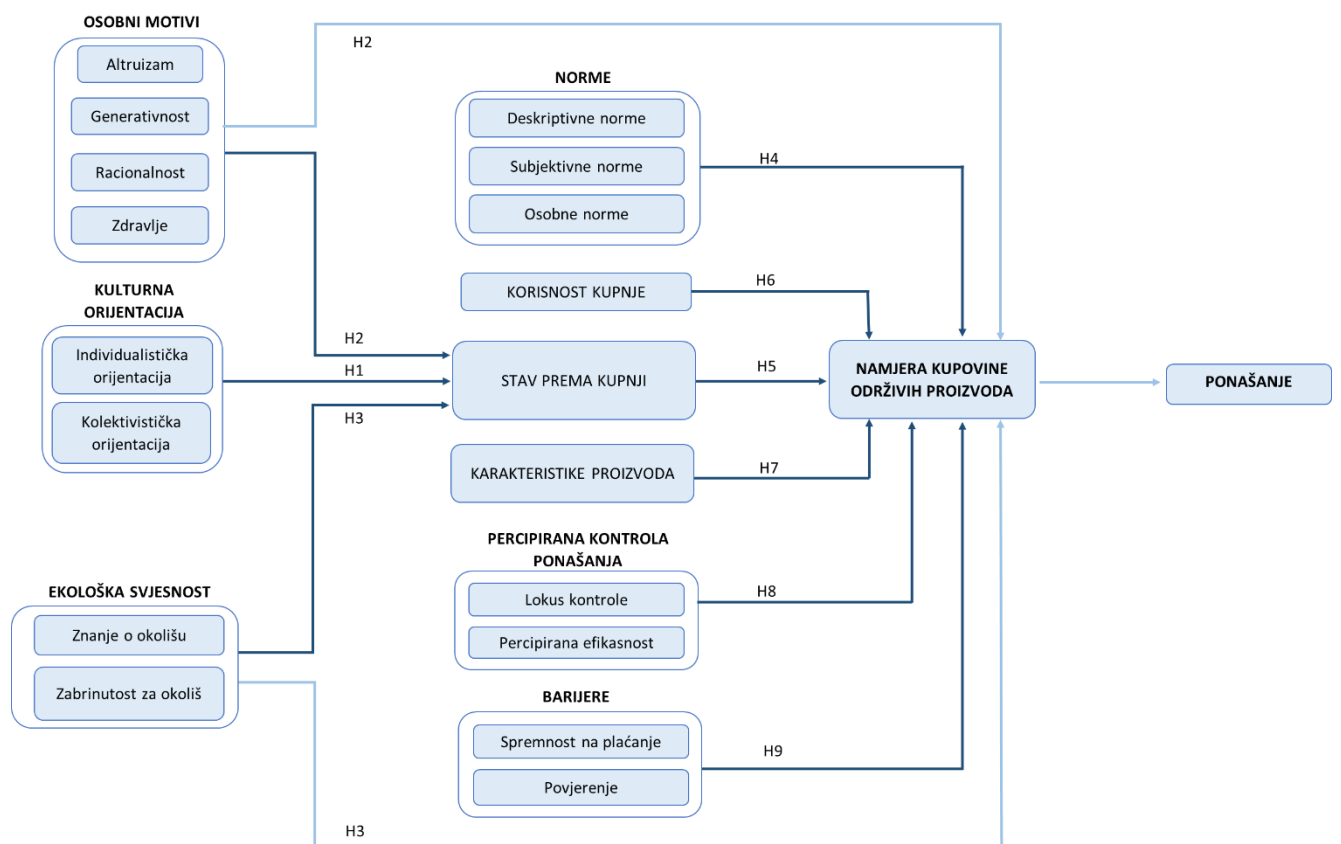 OSOBNI MOTIVI
Altruizam
Generativnost
Racionalnost
Zdravlje
H2
NORME
Deskriptivne norme
Subjektivne norme
Osobne norme
H4
KULTURNA
ORIJENTACIJA
Individualistička
orijentacija
Kolektivistička
orijentacija
H2
H1
H3
KORISNOST KUPNJE
H6
STAV PREMA KUPNJI
H5
NAMJERA KUPOVINE
ODRŽIVIH PROIZVODA
PONAŠANJE
KARAKTERISTIKE PROIZVODA
H7
PERCIPIRANA KONTROLA
PONAŠANJA
Lokus kontrole
Percipirana efikasnost
H8
EKOLOŠKA SVJESNOST
Znanje o okolišu
Zabrinutost za okoliš
BARIJERE
Spremnost na plaćanje
Povjerenje
H9
H3